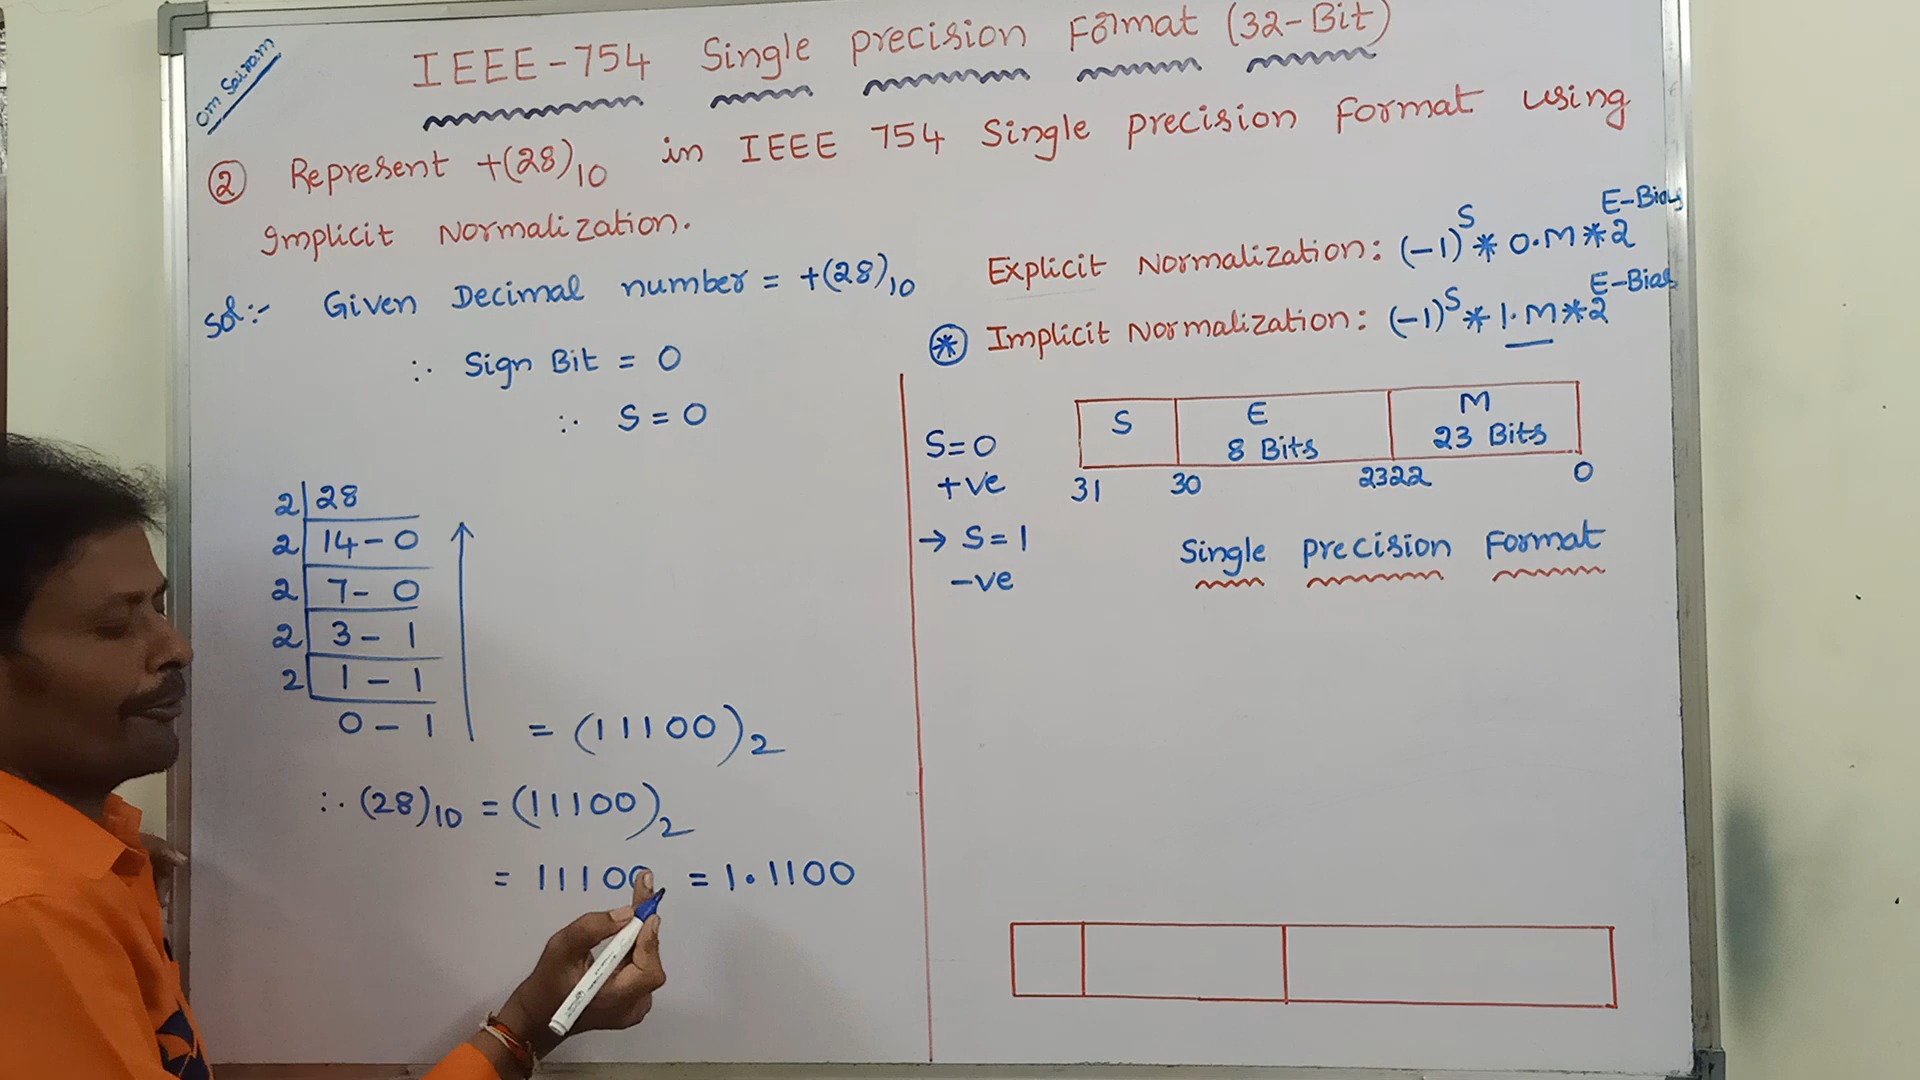 Om Sairam
IEEE-754 Single precision Format (32-Bit)
② Represent +(28)₁₀ in IEEE 754 Single precision Format using
Implicit Normalization.
Sol:- Given Decimal number = +(28)₁₀
∴ Sign Bit = 0
∴ S = 0
2 | 28
2 | 14 - 0
2 | 7 - 0
2 | 3 - 1
2 | 1 - 1
0 - 1 = (11100)₂
∴ (28)₁₀ = (11100)₂
= 11100 = 1.1100
Explicit Normalization: (-1)^S * 0.M * 2^E-Bias
⊛ Implicit Normalization: (-1)^S * 1.M * 2^E-Bias
S=0
+ve
→ S=1
-ve
S E M
8 Bits 23 Bits
31 30 23 22 0
Single precision Format